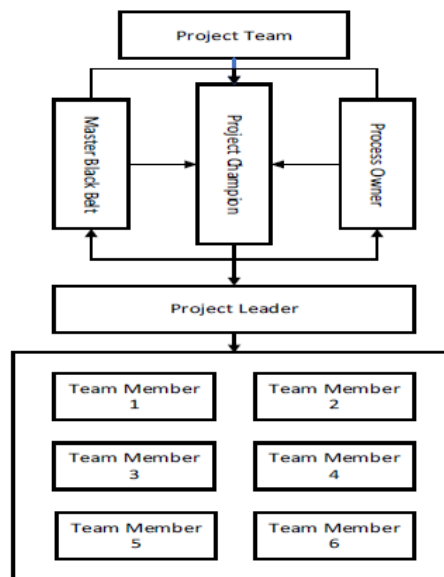 Project Team
Master Black Belt
Project Champion
Process Owner
Project Leader
Team Member
1
Team Member
2
Team Member
3
Team Member
4
Team Member
5
Team Member
6